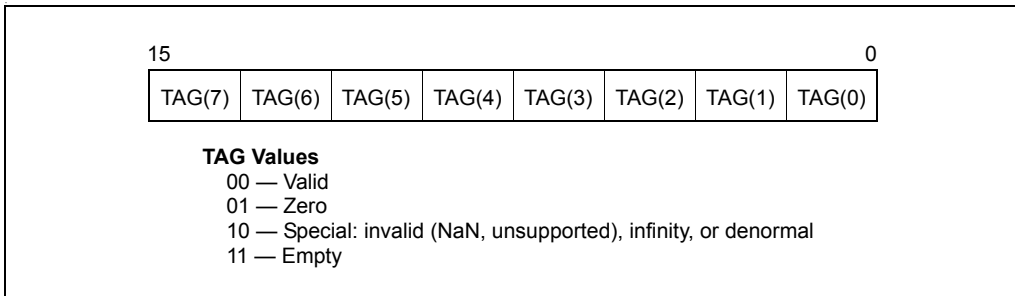 15 0
TAG(7) TAG(6) TAG(5) TAG(4) TAG(3) TAG(2) TAG(1) TAG(0)
TAG Values
00 — Valid
01 — Zero
10 — Special: invalid (NaN, unsupported), infinity, or denormal
11 — Empty